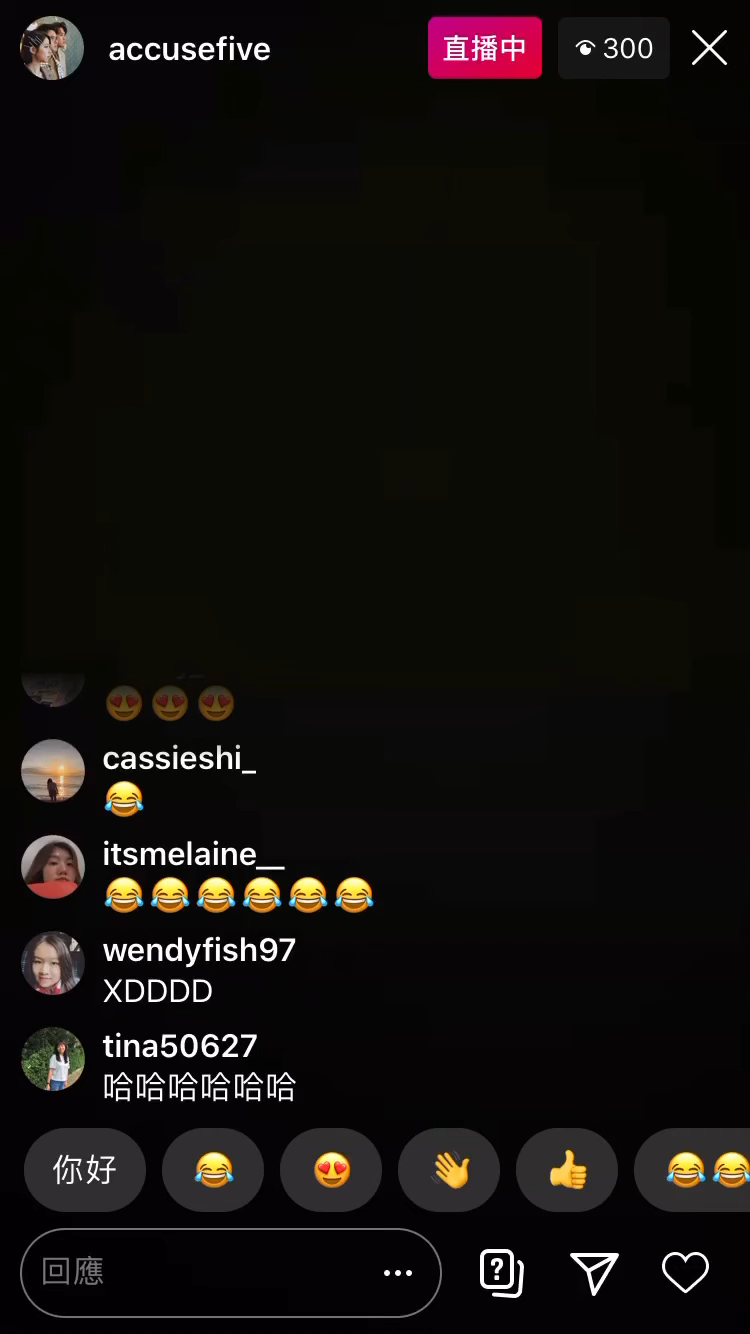 accusefive
直播中
300
😍😍😍
cassieshi_
😂
itsmelaine__
😂😂😂😂😂😂
wendyfish97
XDDDD
tina50627
哈哈哈哈哈哈
你好 😂 😍 👋 👍 😂😂
回應